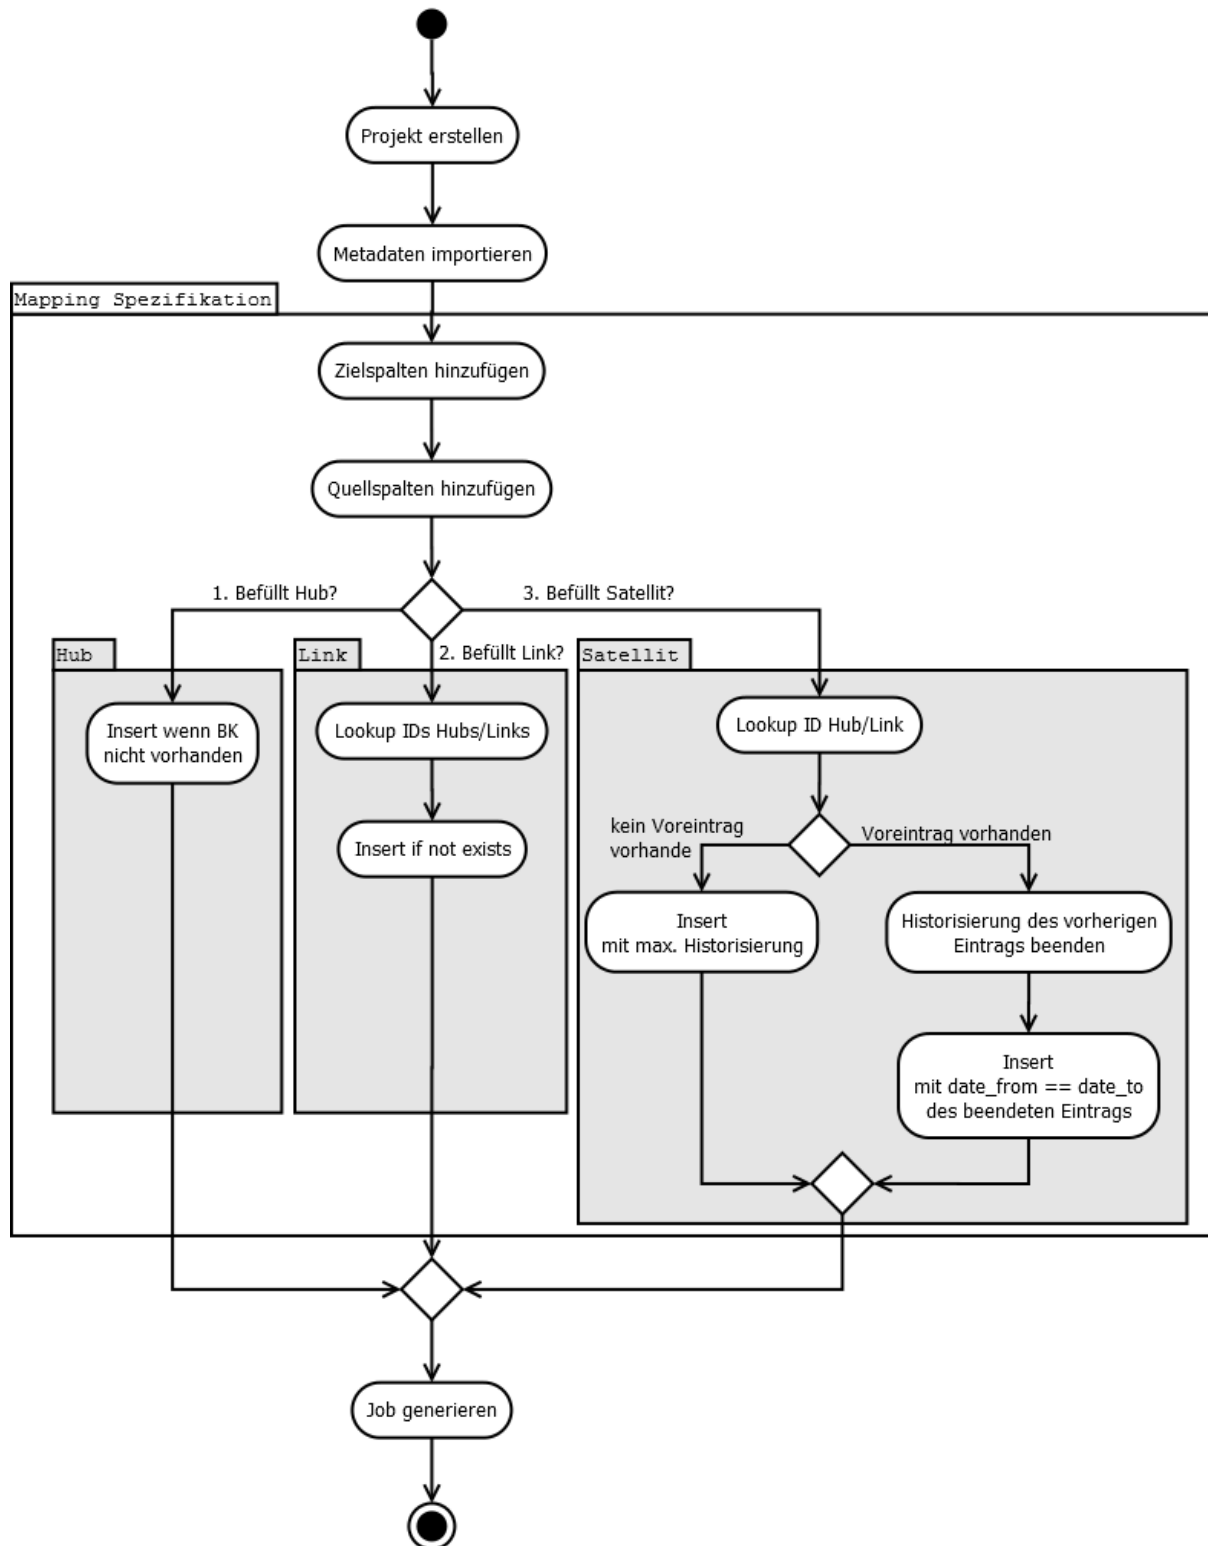 Projekt erstellen
Metadaten importieren
Mapping Spezifikation
Zielspalten hinzufügen
Quellspalten hinzufügen
1. Befüllt Hub?
3. Befüllt Satellit?
2. Befüllt Link?
Hub
Insert wenn BK
nicht vorhanden
Link
Lookup IDs Hubs/Links
Insert if not exists
Satellit
Lookup ID Hub/Link
kein Voreintrag
vorhande
Voreintrag vorhanden
Insert
mit max. Historisierung
Historisierung des vorherigen
Eintrags beenden
Insert
mit date_from == date_to
des beendeten Eintrags
Job generieren